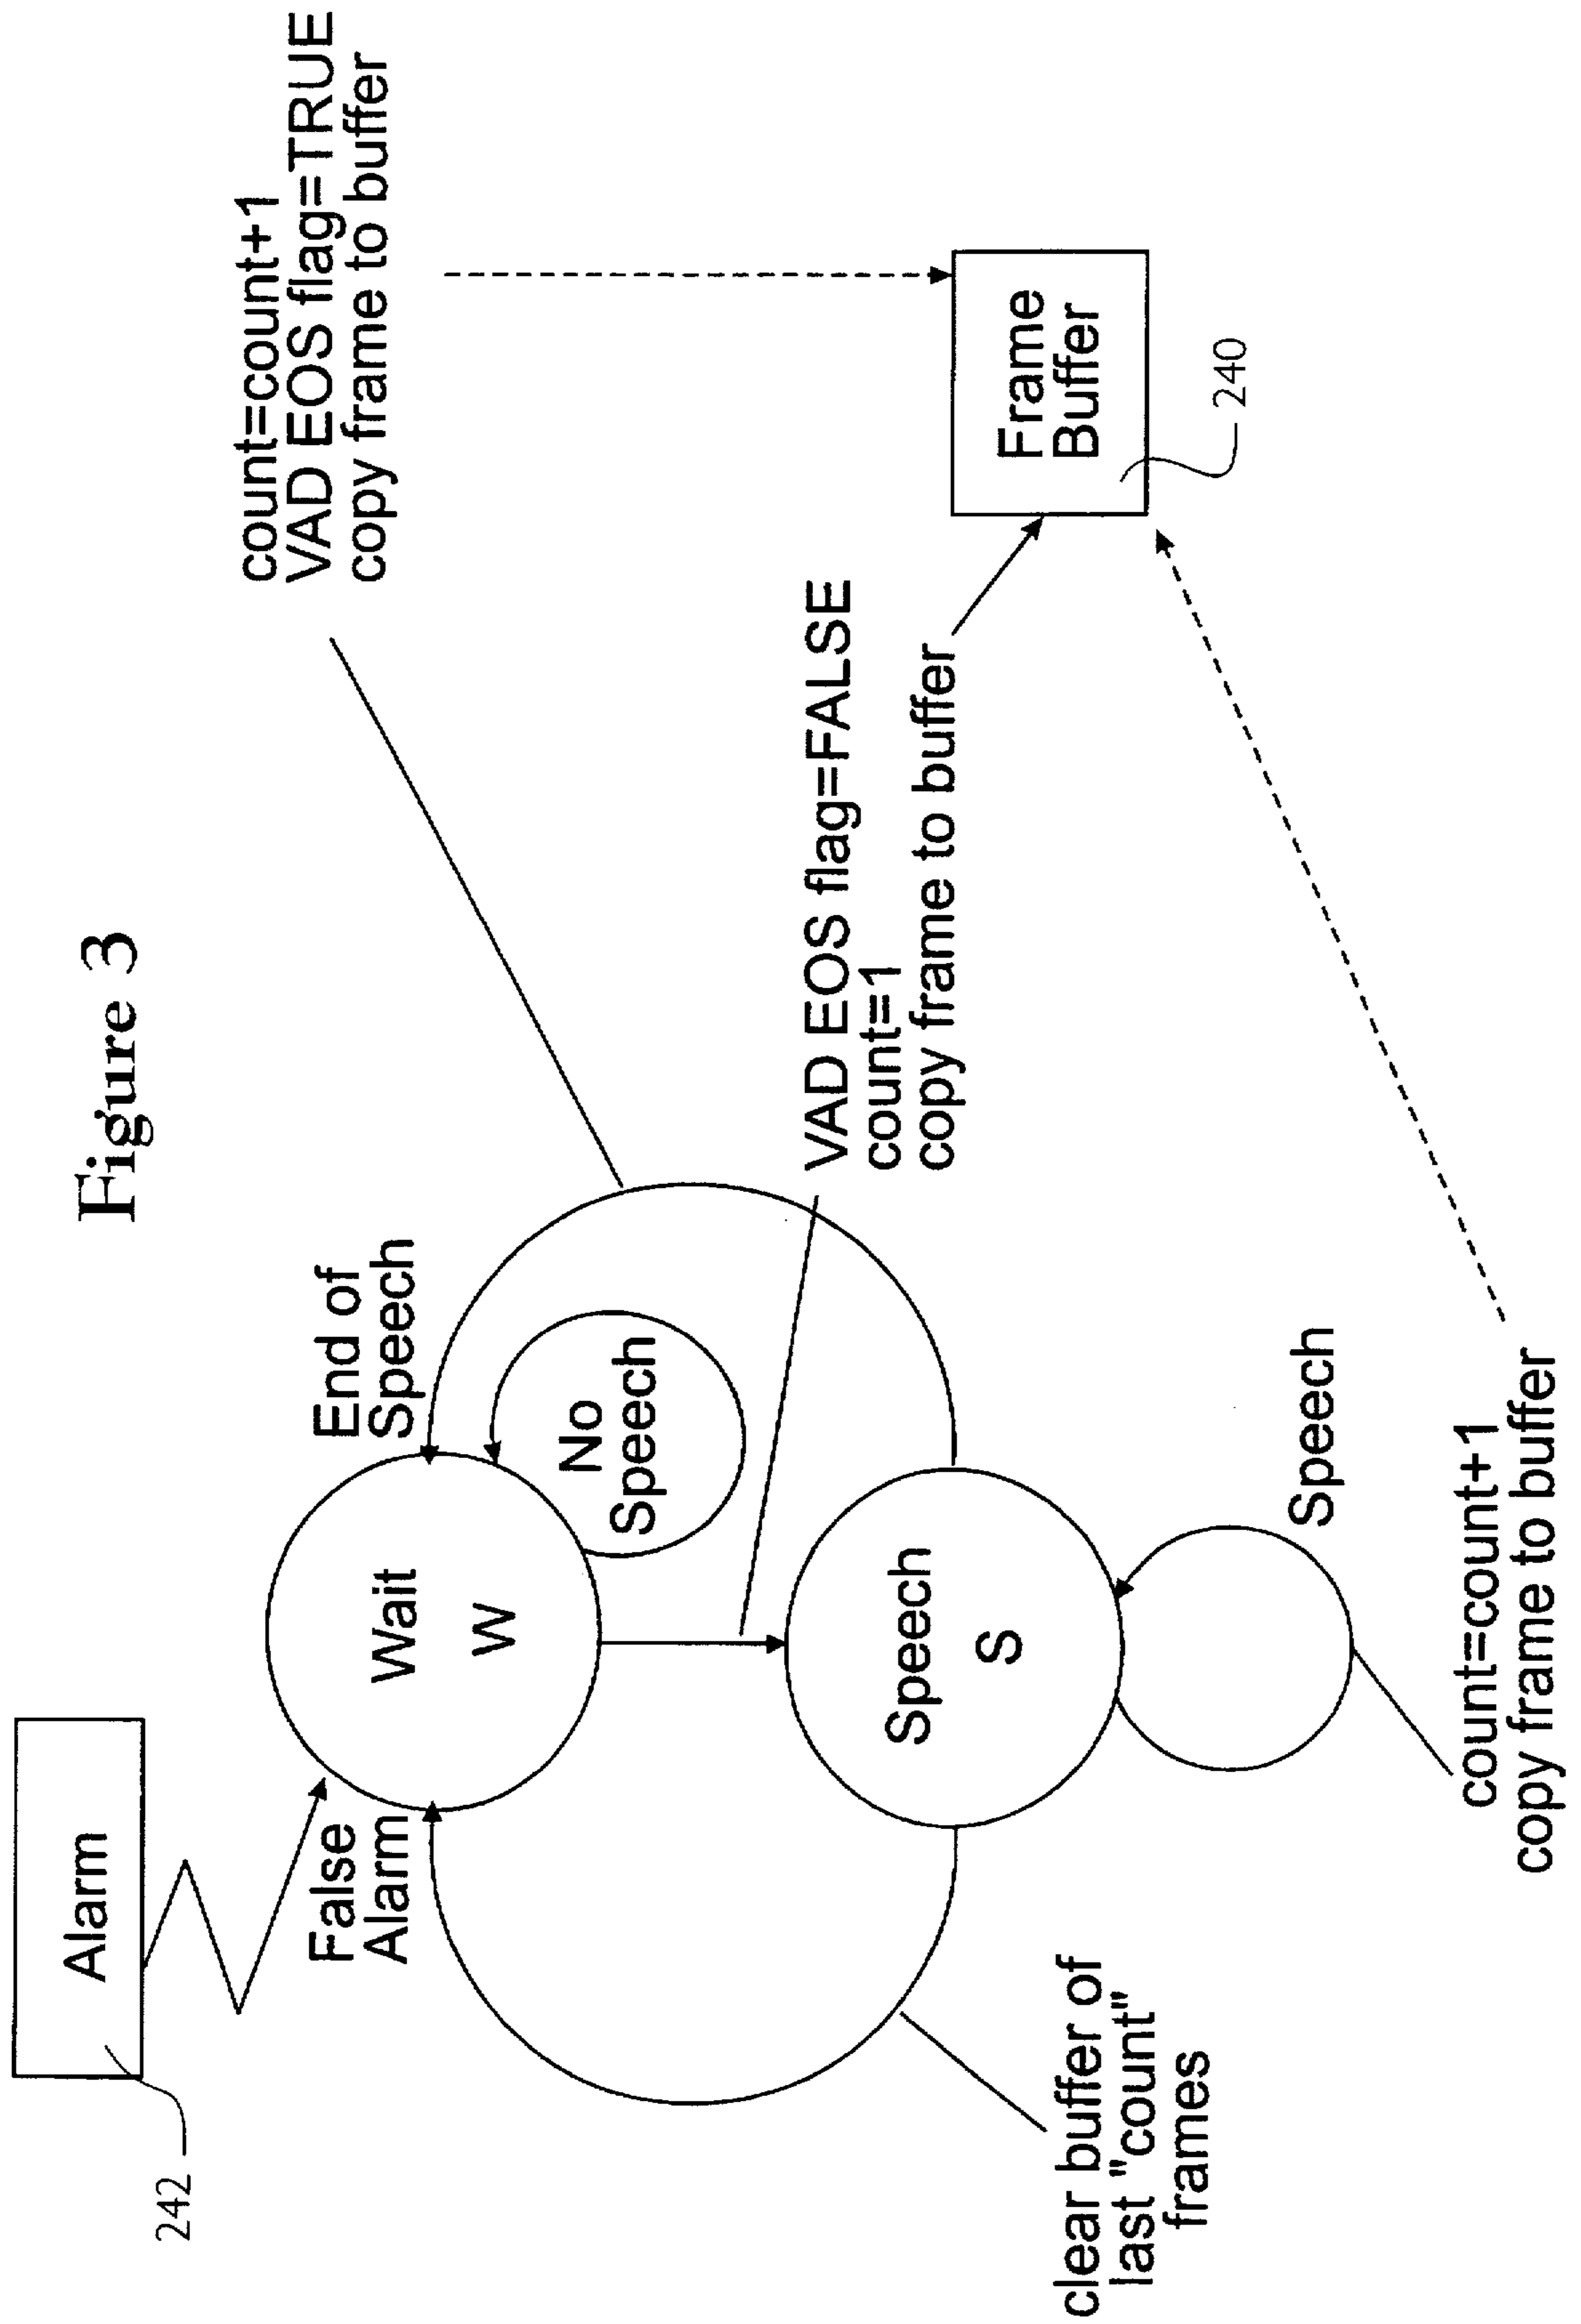 Figure 3
242
Alarm
False
Alarm
Wait
W
End of
Speech
No
Speech
count=count+1
VAD EOS flag=TRUE
copy frame to buffer
VAD EOS flag=FALSE
count=1
copy frame to buffer
Frame
Buffer
240
Speech
S
clear buffer of
last "count"
frames
Speech
count=count+1
copy frame to buffer